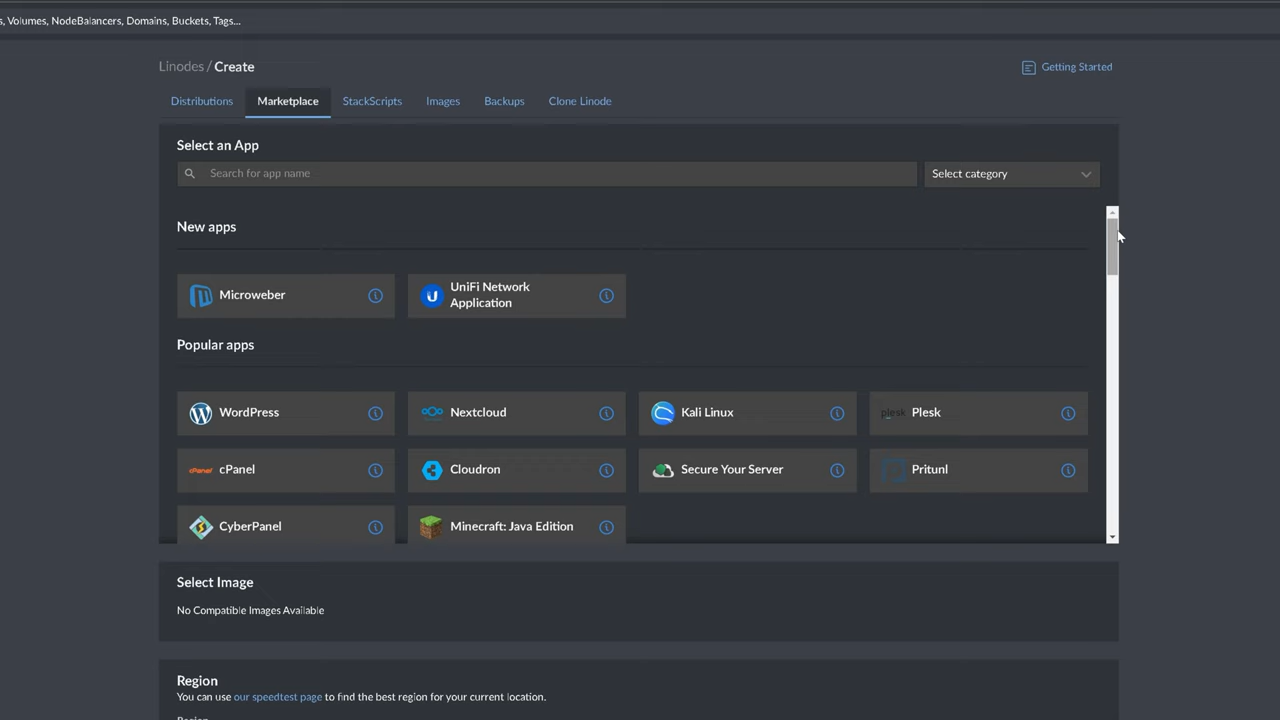 s, Volumes, NodeBalancers, Domains, Buckets, Tags...
Linodes / Create
Getting Started
Distributions
Marketplace
StackScripts
Images
Backups
Clone Linode
Select an App
Search for app name
Select category
New apps
Microweber
UniFi Network
Application
Popular apps
WordPress
Nextcloud
Kali Linux
plesk Plesk
cPanel cPanel
Cloudron
Secure Your Server
Pritunl
CyberPanel
Minecraft: Java Edition
Select Image
No Compatible Images Available
Region
You can use our speedtest page to find the best region for your current location.
Region